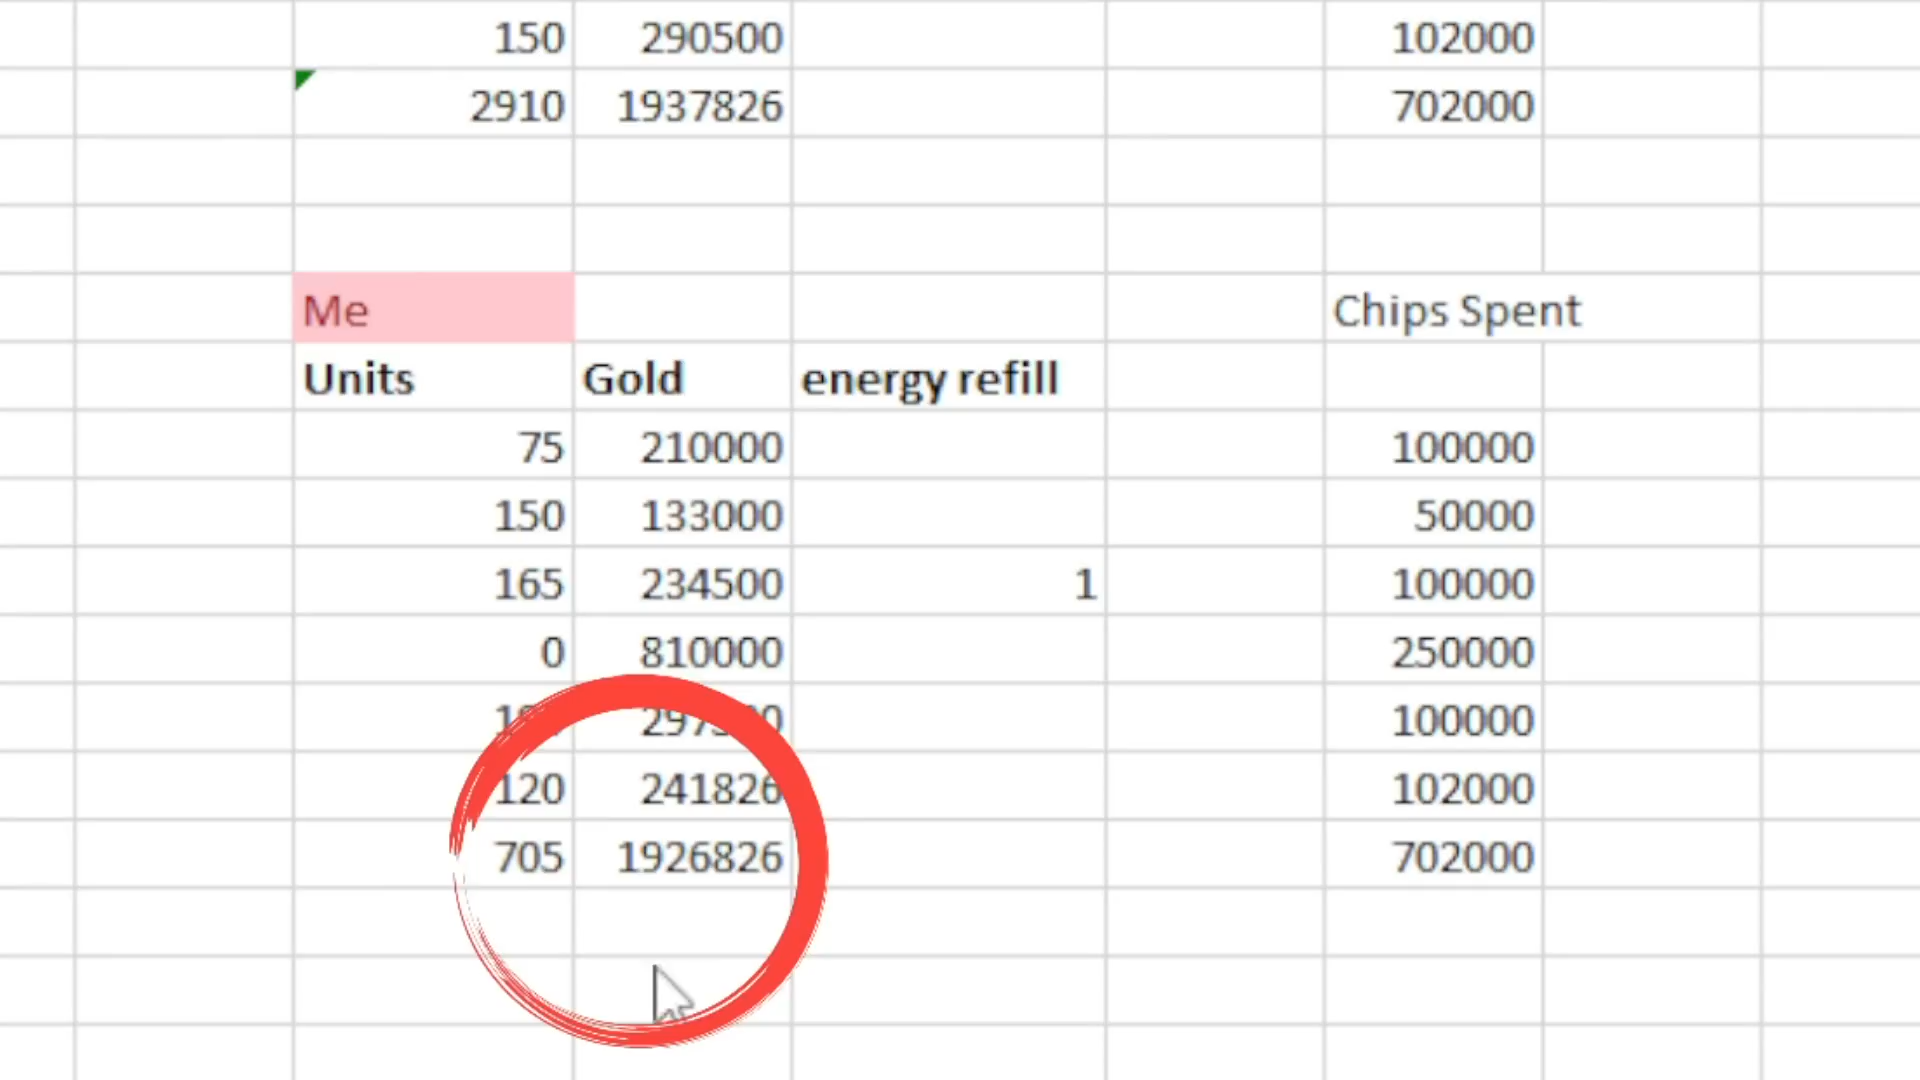 150 290500 102000
2910 1937826 702000
Me Chips Spent
Units Gold energy refill
75 210000 100000
150 133000 50000
165 234500 1 100000
0 810000 250000
100000
120 241826 102000
705 1926826 702000